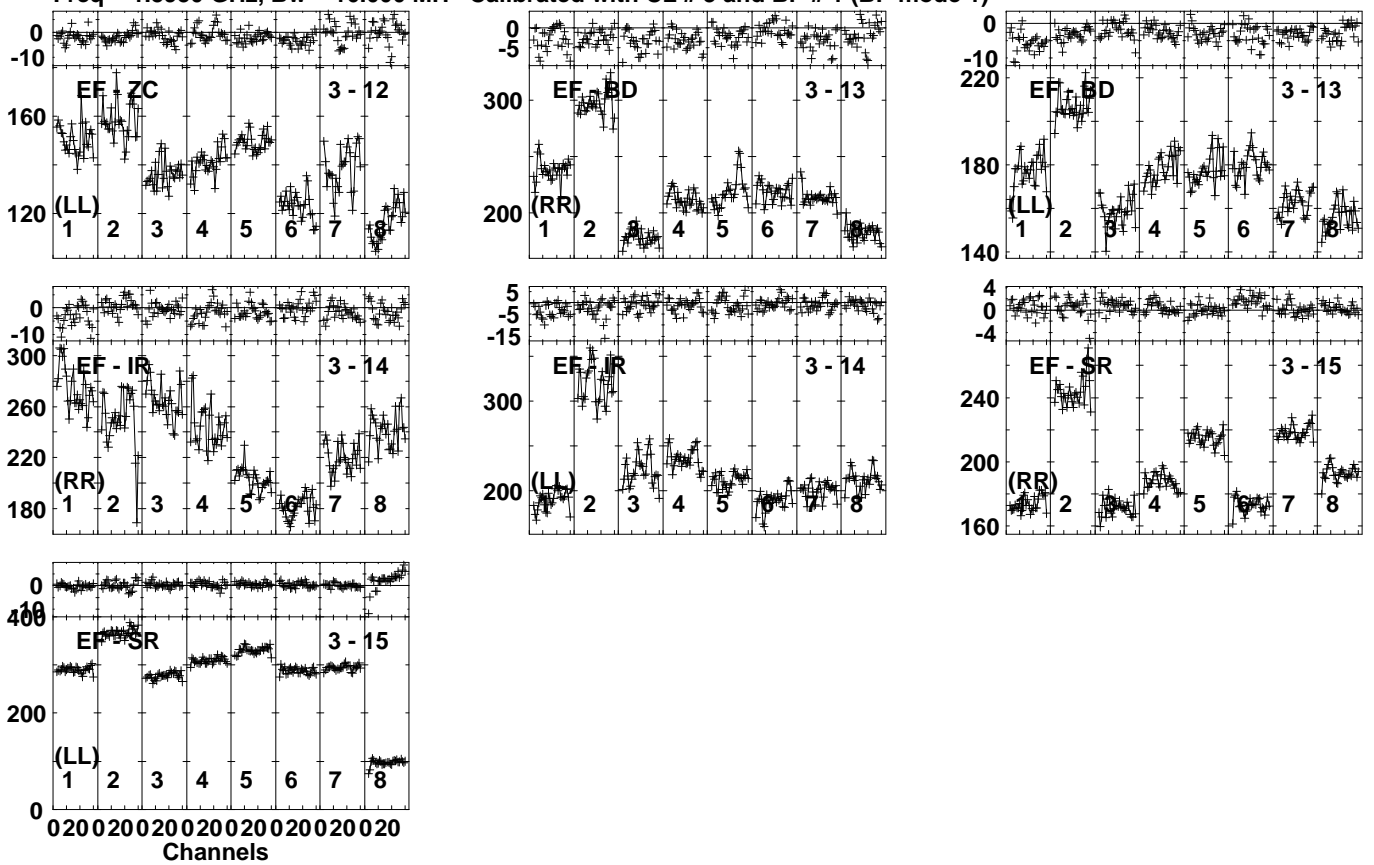 0
-10
EF - ZC 3 - 12
160
120
(LL)
1 2 3 4 5 6 7 8
0
-5
EF - BD 3 - 13
300
200
(RR)
1 2 3 4 5 6 7 8
0
-10
220
EF - BD 3 - 13
180
(LL)
1 2 3 4 5 6 7 8
140
0
-10
300
EF - IR 3 - 14
260
220
(RR)
180
1 2 3 4 5 6 7 8
5
-5
-15
EF - IR 3 - 14
300
(LL)
200
1 2 3 4 5 6 7 8
4
0
-4
EF - SR 3 - 15
240
200
(RR)
1 2 3 4 5 6 7 8
160
0
-10
400
EF - SR 3 - 15
200
(LL)
1 2 3 4 5 6 7 8
0
0 20 0 20 0 20 0 20 0 20 0 20 0 20 0 20
Channels